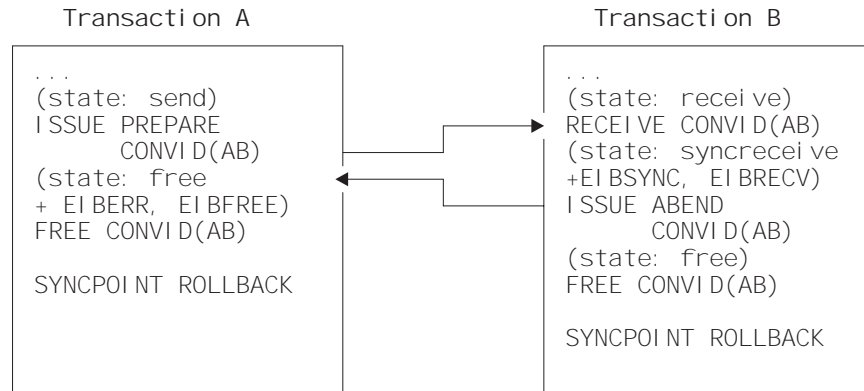 Transaction A
...
(state: send)
ISSUE PREPARE
CONVID(AB)
(state: free
+ EIBERR, EIBFREE)
FREE CONVID(AB)
SYNCPOINT ROLLBACK
Transaction B
...
(state: receive)
RECEIVE CONVID(AB)
(state: syncreceive
+EIBSYNC, EIBRECV)
ISSUE ABEND
CONVID(AB)
(state: free)
FREE CONVID(AB)
SYNCPOINT ROLLBACK